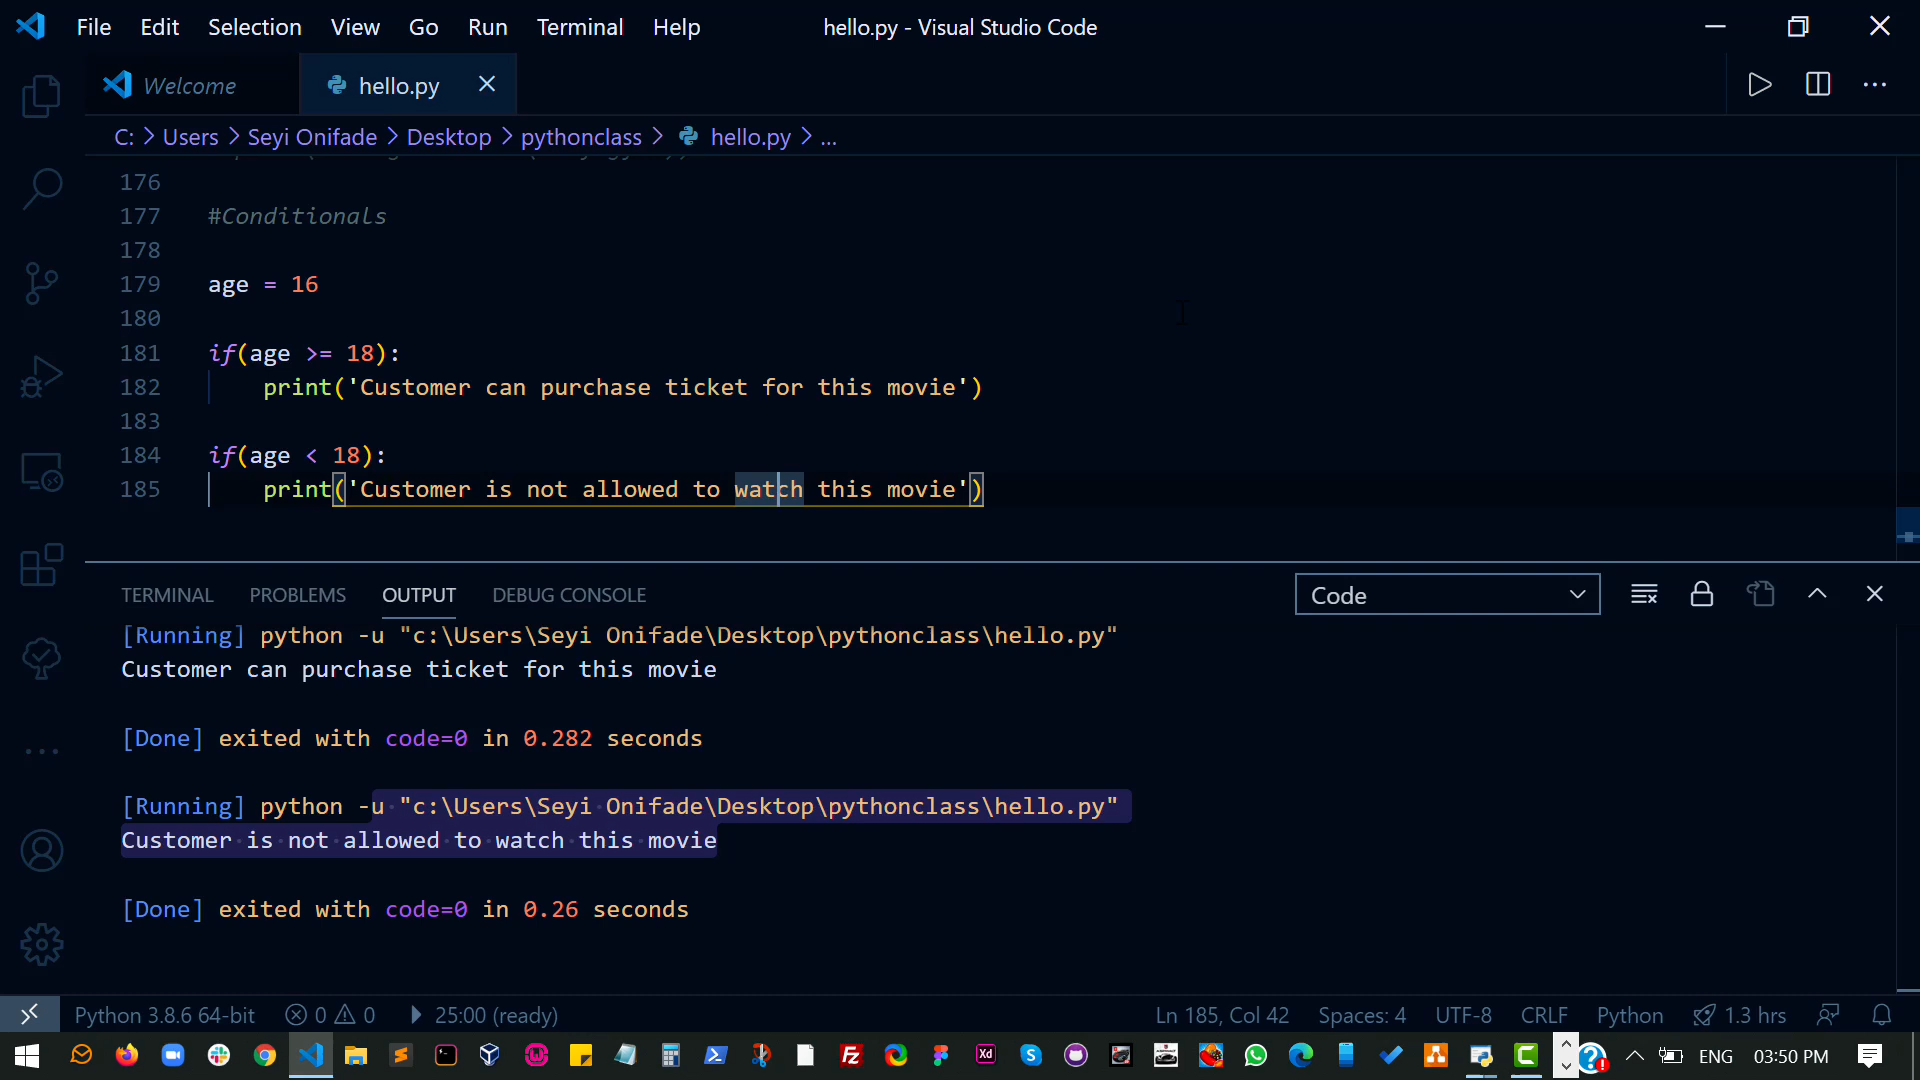 File Edit Selection View Go Run Terminal Help hello.py - Visual Studio Code
Welcome hello.py
C: > Users > Seyi Onifade > Desktop > pythonclass > hello.py > ...
176
177 #Conditionals
178
179 age = 16
180
181 if(age >= 18):
182 print('Customer can purchase ticket for this movie')
183
184 if(age < 18):
185 print('Customer is not allowed to watch this movie')
TERMINAL PROBLEMS OUTPUT DEBUG CONSOLE Code
[Running] python -u "c:\Users\Seyi Onifade\Desktop\pythonclass\hello.py"
Customer can purchase ticket for this movie
[Done] exited with code=0 in 0.282 seconds
[Running] python -u "c:\Users\Seyi Onifade\Desktop\pythonclass\hello.py"
Customer is not allowed to watch this movie
[Done] exited with code=0 in 0.26 seconds
Python 3.8.6 64-bit 0 0 25:00 (ready) Ln 185, Col 42 Spaces: 4 UTF-8 CRLF Python 1.3 hrs
Xd ENG 03:50 PM